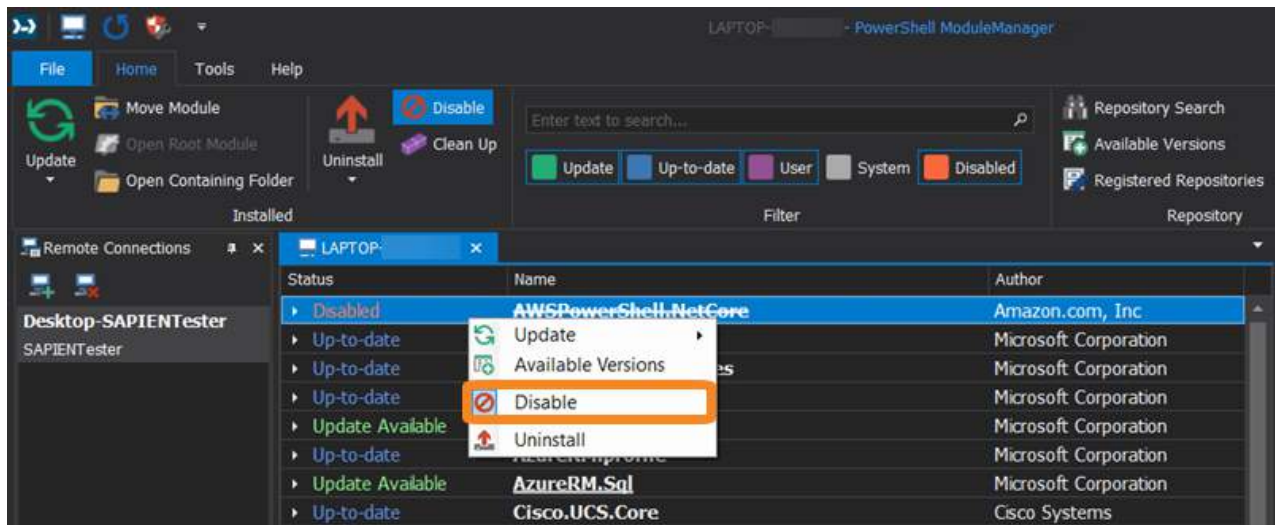 LAPTOP- - PowerShell ModuleManager
File Home Tools Help
Move Module
Open Root Module
Open Containing Folder
Update
Uninstall
Disable
Clean Up
Installed
Enter text to search...
Update Up-to-date User System Disabled
Filter
Repository Search
Available Versions
Registered Repositories
Repository
Remote Connections
LAPTOP-
Desktop-SAPIENTester
SAPIENTester
Status Name Author
Disabled AWSPowerShell.NetCore Amazon.com, Inc
Up-to-date Microsoft Corporation
Up-to-date Microsoft Corporation
Up-to-date Microsoft Corporation
Update Available Microsoft Corporation
Up-to-date Microsoft Corporation
Update Available AzureRM.Sql Microsoft Corporation
Up-to-date Cisco.UCS.Core Cisco Systems
Update
Available Versions
Disable
Uninstall